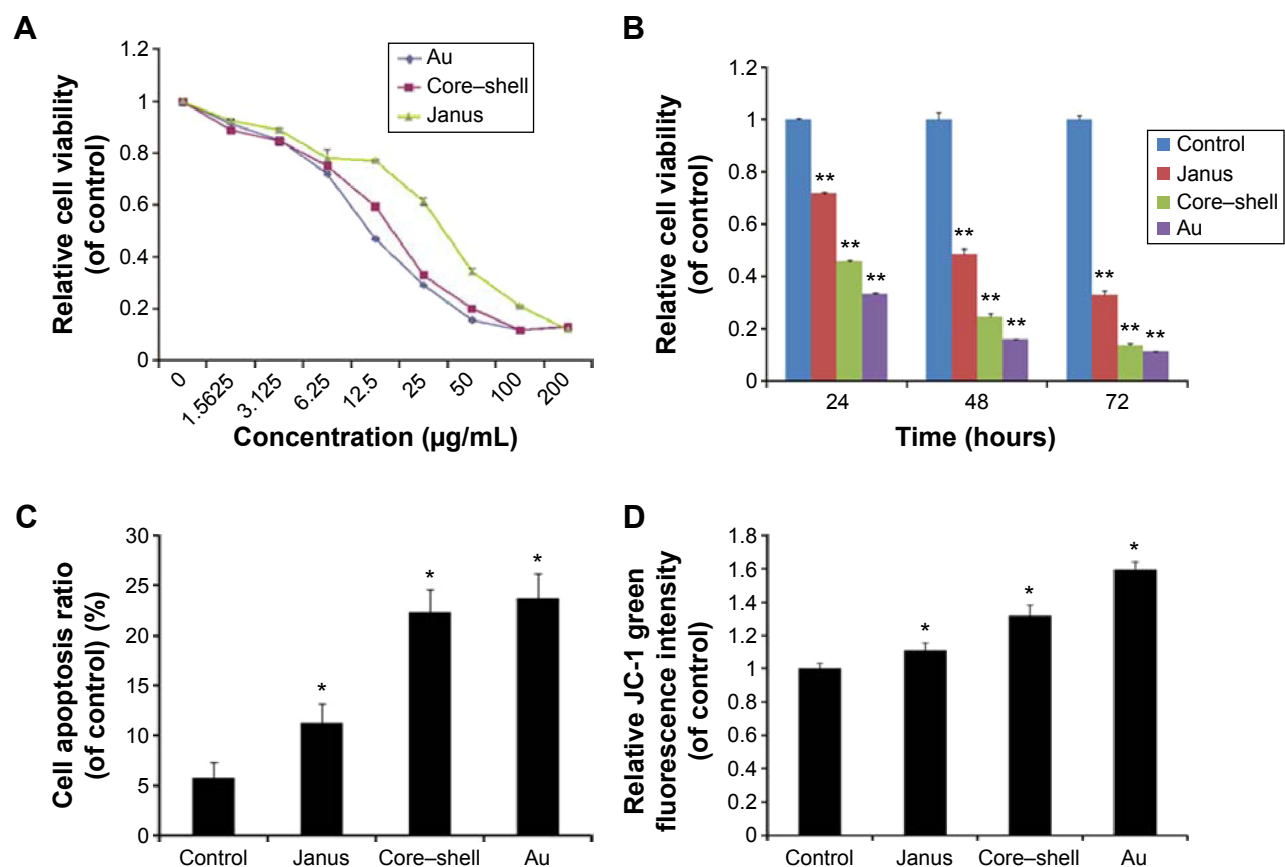 A
Relative cell viability
(of control)
1.2
1
0.8
0.6
0.4
0.2
0
Au
Core–shell
Janus
0
1.5625
3.125
6.25
12.5
25
50
100
200
Concentration (µg/mL)
B
Relative cell viability
(of control)
1.2
1
0.8
0.6
0.4
0.2
0
**
**
**
**
**
**
**
**
**
Control
Janus
Core–shell
Au
24
48
72
Time (hours)
C
Cell apoptosis ratio
(of control) (%)
30
25
20
15
10
5
0
*
*
*
Control
Janus
Core–shell
Au
D
Relative JC-1 green
fluorescence intensity
(of control)
1.8
1.6
1.4
1.2
1
0.8
0.6
0.4
0.2
0
*
*
*
Control
Janus
Core–shell
Au